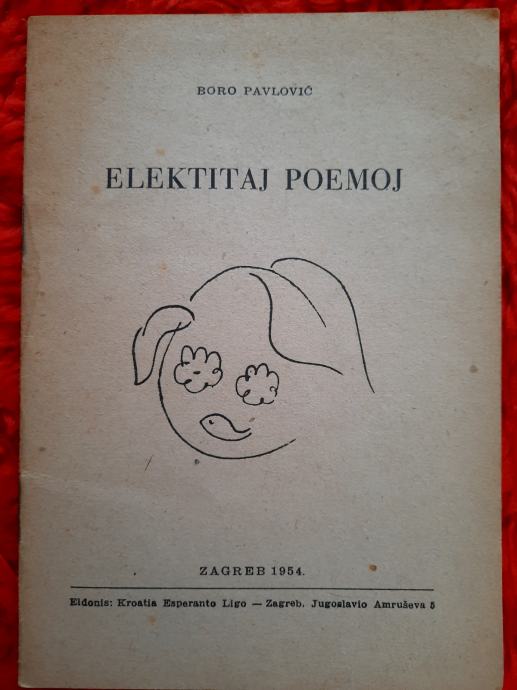 BORO PAVLOVIĆ
ELEKTITAJ POEMOJ
ZAGREB 1954.
Eldonis: Kroatia Esperanto Ligo — Zagreb, Jugoslavio Amruševa 5